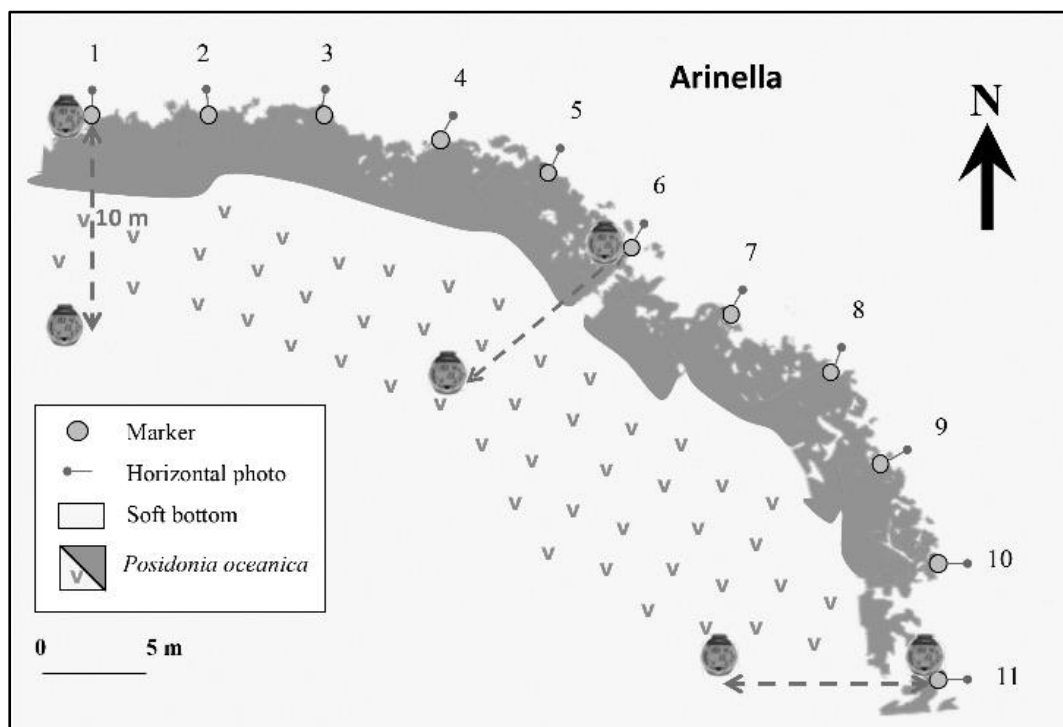 Arinella
1
2
3
4
5
6
7
8
9
10
11
N
10 m
v
Marker
Horizontal photo
Soft bottom
Posidonia oceanica
0 5 m